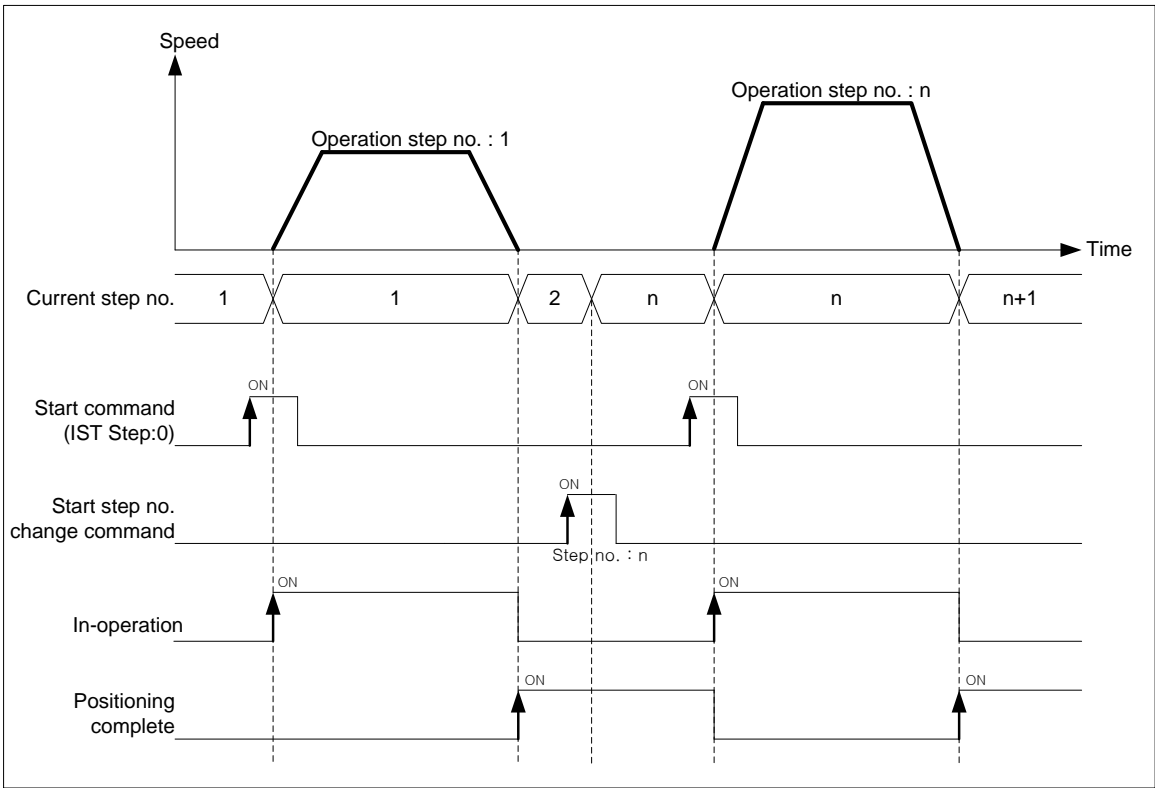 Speed
Operation step no. : n
Operation step no. : 1
Time
Current step no.
1
1
2
n
n
n+1
ON
ON
Start command
(IST Step:0)
ON
Start step no.
change command
Step no. : n
ON
ON
In-operation
ON
ON
Positioning
complete